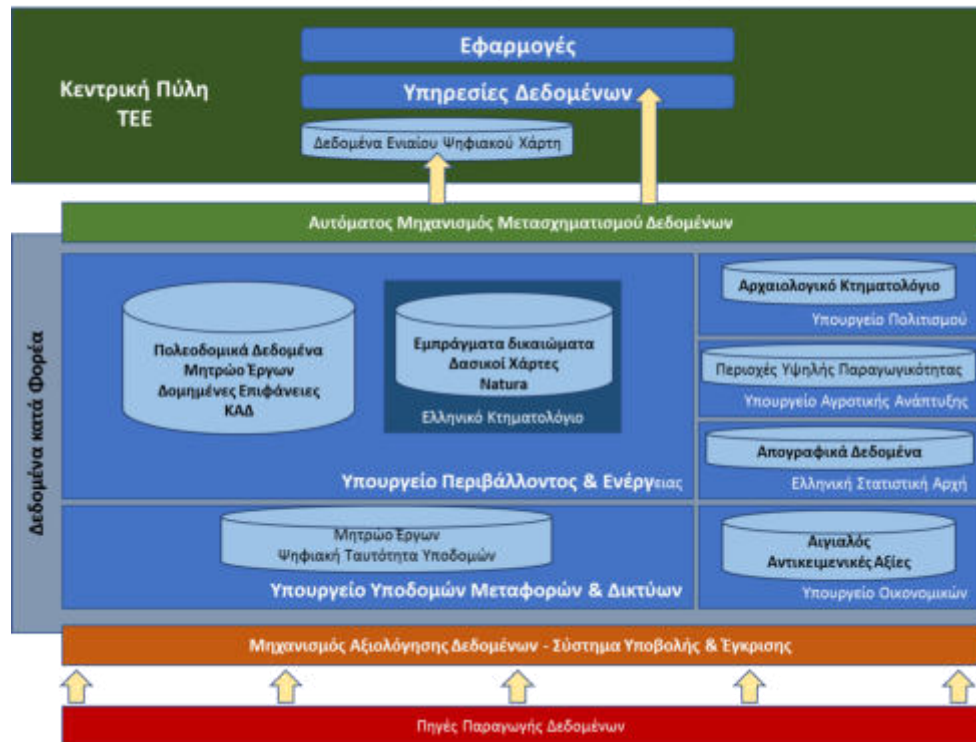 Εφαρμογές
Κεντρική Πύλη
ΤΕΕ
Υπηρεσίες Δεδομένων
Δεδομένα Ενιαίου Ψηφιακού Χάρτη
Αυτόματος Μηχανισμός Μετασχηματισμού Δεδομένων
Δεδομένα κατά Φορέα
Πολεοδομικά Δεδομένα
Μητρώο Έργων
Δομημένες Επιφάνειες
ΚΑΔ
Εμπράγματα δικαιώματα
Δασικοί Χάρτες
Natura
Ελληνικό Κτηματολόγιο
Υπουργείο Περιβάλλοντος & Ενέργειας
Αρχαιολογικό Κτηματολόγιο
Υπουργείο Πολιτισμού
Περιοχές Υψηλής Παραγωγικότητας
Υπουργείο Αγροτικής Ανάπτυξης
Απογραφικά Δεδομένα
Ελληνική Στατιστική Αρχή
Μητρώο Έργων
Ψηφιακή Ταυτότητα Υποδομών
Υπουργείο Υποδομών Μεταφορών & Δικτύων
Αιγιαλός
Αντικειμενικές Αξίες
Υπουργείο Οικονομικών
Μηχανισμός Αξιολόγησης Δεδομένων - Σύστημα Υποβολής & Έγκρισης
Πηγές Παραγωγής Δεδομένων